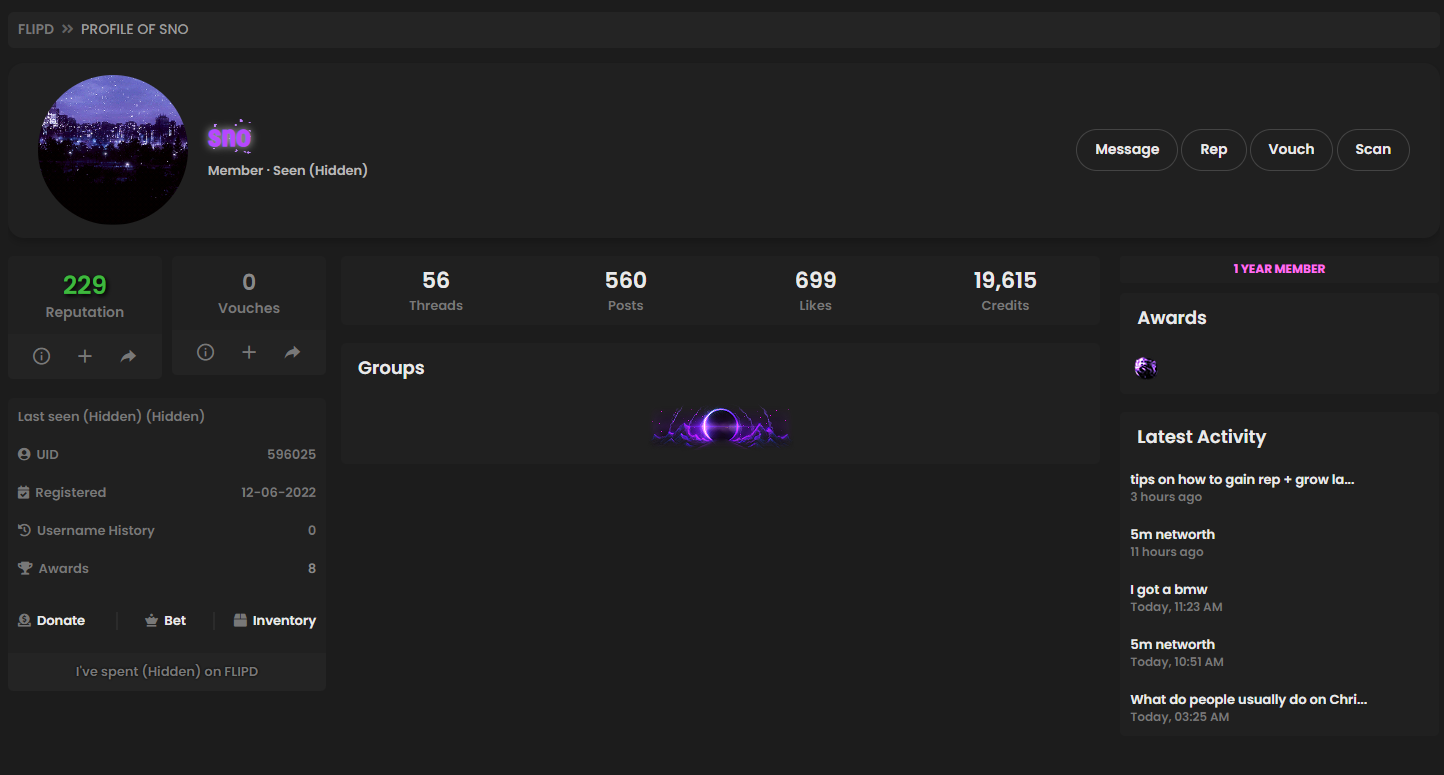 FLIPD » PROFILE OF SNO
sno
Member · Seen (Hidden)
Message Rep Vouch Scan
229
Reputation
0
Vouches
Last seen (Hidden) (Hidden)
UID 596025
Registered 12-06-2022
Username History 0
Awards 8
Donate Bet Inventory
I've spent (Hidden) on FLIPD
56 560 699 19,615
Threads Posts Likes Credits
Groups
1 YEAR MEMBER
Awards
Latest Activity
tips on how to gain rep + grow la...
3 hours ago
5m networth
11 hours ago
I got a bmw
Today, 11:23 AM
5m networth
Today, 10:51 AM
What do people usually do on Chri...
Today, 03:25 AM